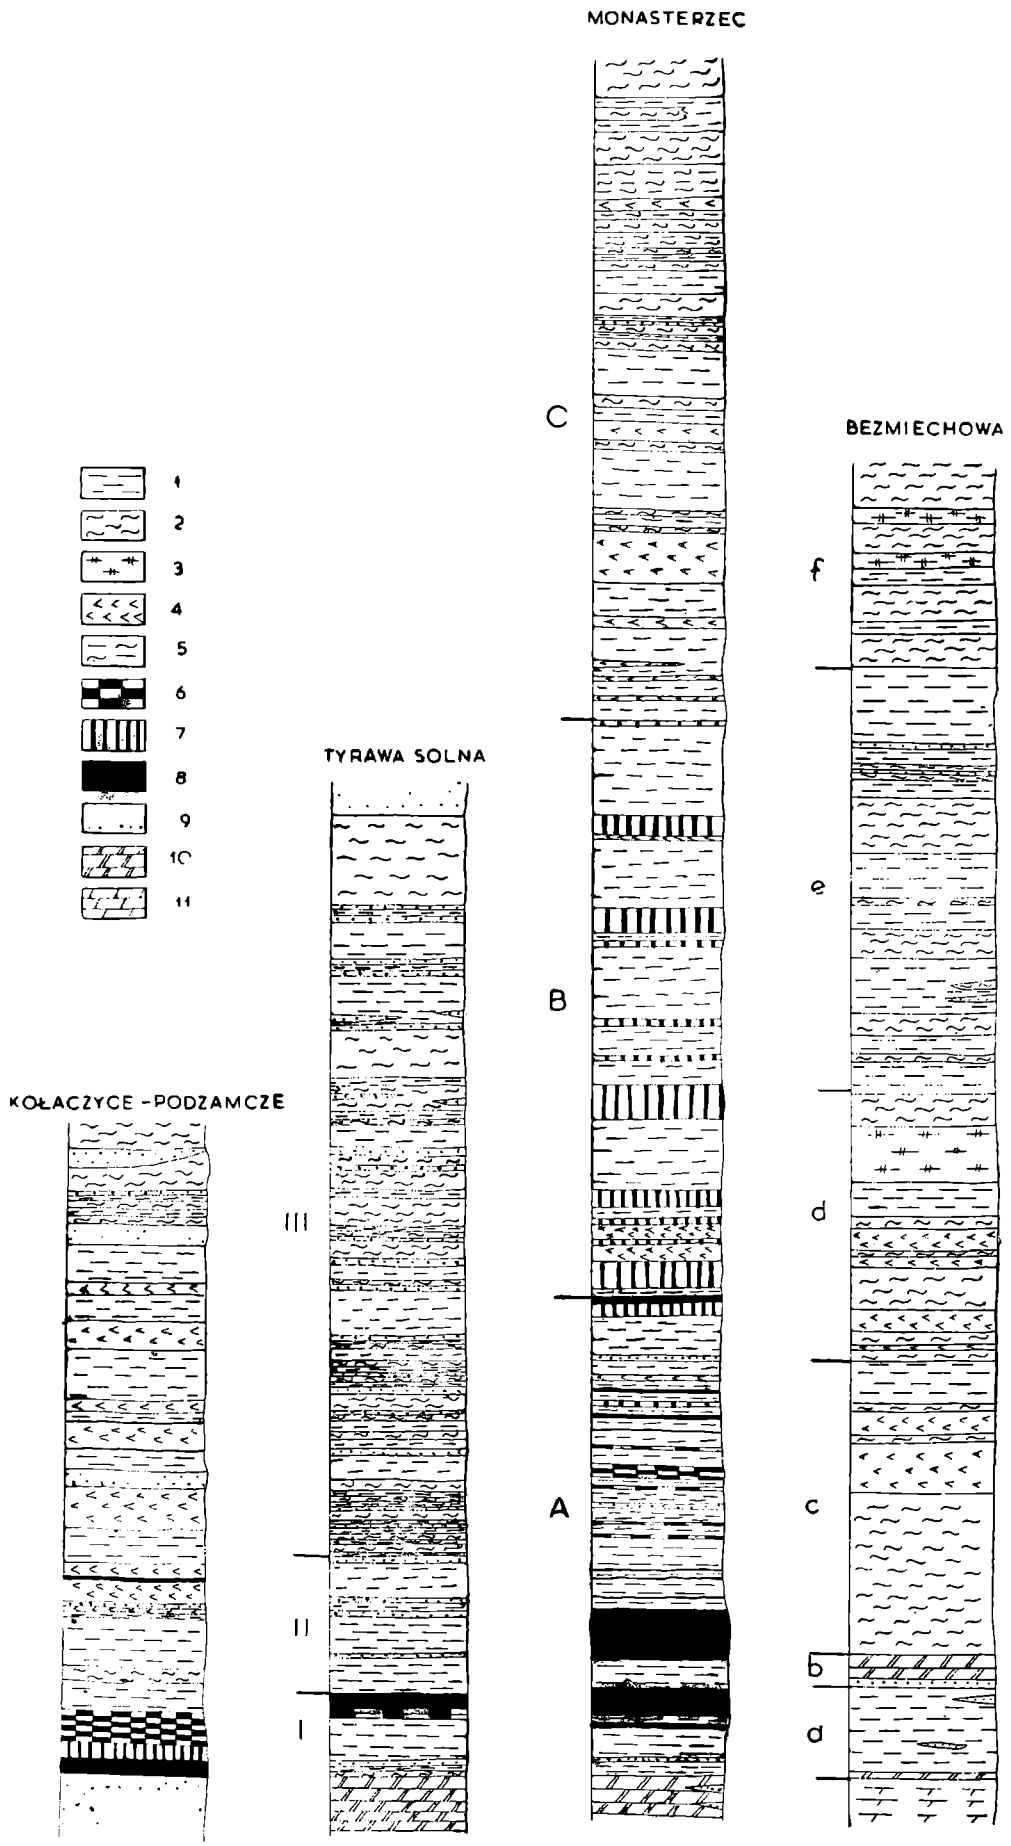 MONASTERZEC
C
BEZMIECHOWA
1
2
3
4
5
6
7
8
9
10
11
f
TYRAWA SOLNA
e
B
KOŁACZYCE-PODZAMCZE
III
d
A
c
II
b
I
a